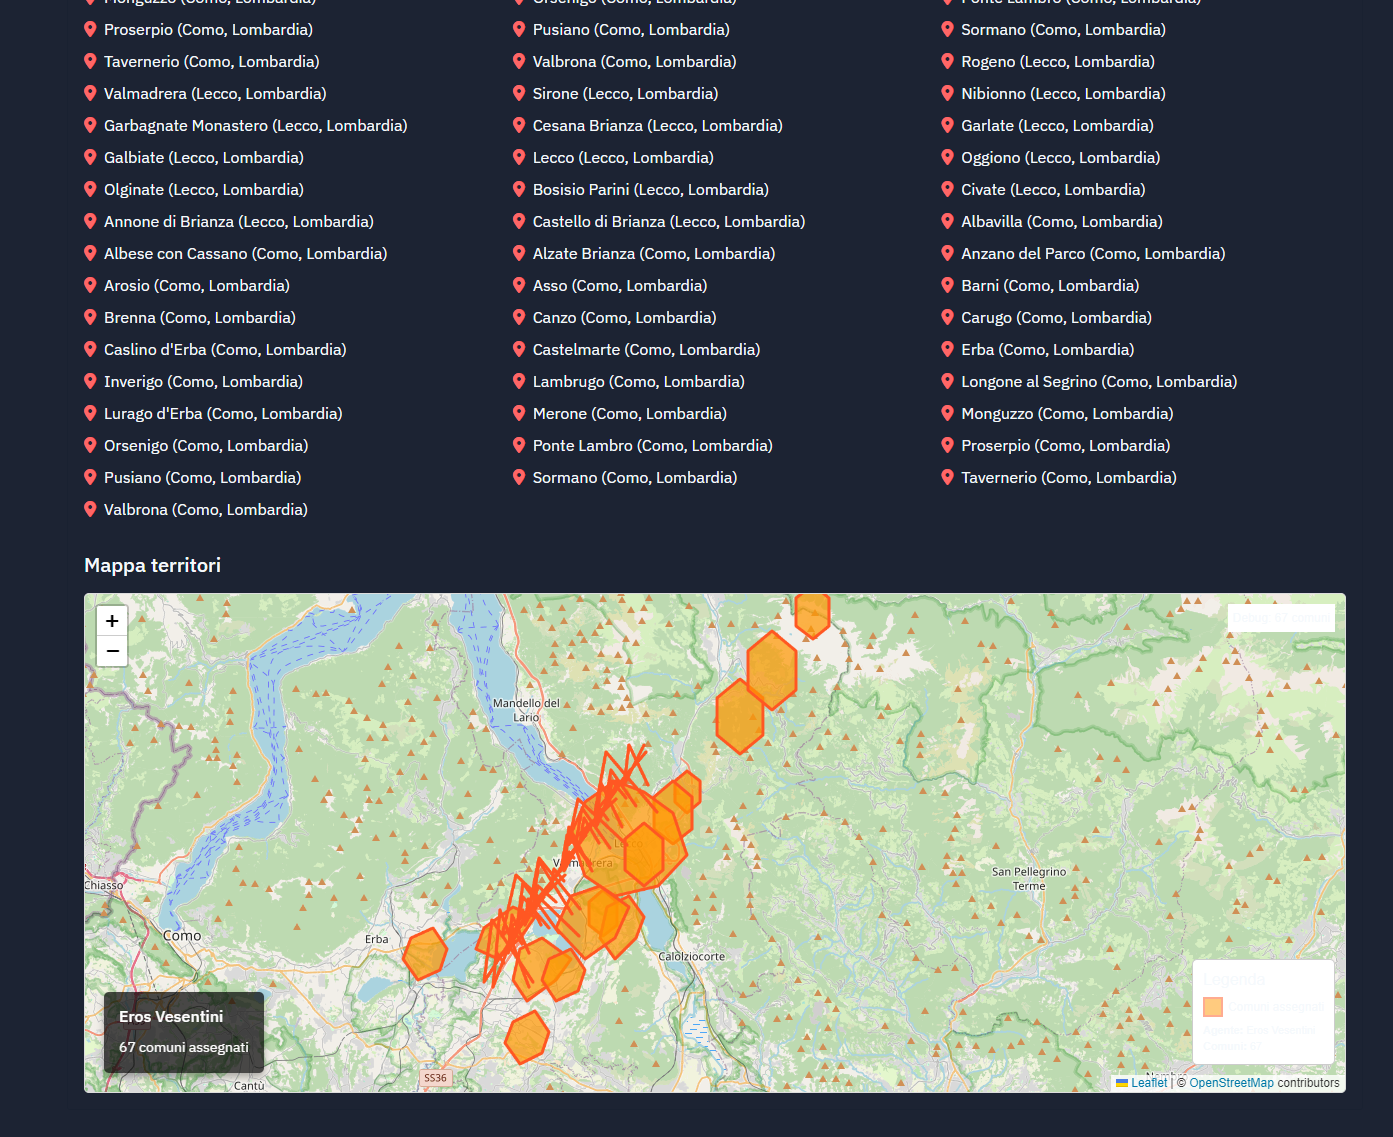 Monguzzo (Como, Lombardia) Orsenigo (Como, Lombardia) Ponte Lambro (Como, Lombardia)
Proserpio (Como, Lombardia) Pusiano (Como, Lombardia) Sormano (Como, Lombardia)
Tavernerio (Como, Lombardia) Valbrona (Como, Lombardia) Rogeno (Lecco, Lombardia)
Valmadrera (Lecco, Lombardia) Sirone (Lecco, Lombardia) Nibionno (Lecco, Lombardia)
Garbagnate Monastero (Lecco, Lombardia) Cesana Brianza (Lecco, Lombardia) Garlate (Lecco, Lombardia)
Galbiate (Lecco, Lombardia) Lecco (Lecco, Lombardia) Oggiono (Lecco, Lombardia)
Olginate (Lecco, Lombardia) Bosisio Parini (Lecco, Lombardia) Civate (Lecco, Lombardia)
Annone di Brianza (Lecco, Lombardia) Castello di Brianza (Lecco, Lombardia) Albavilla (Como, Lombardia)
Albese con Cassano (Como, Lombardia) Alzate Brianza (Como, Lombardia) Anzano del Parco (Como, Lombardia)
Arosio (Como, Lombardia) Asso (Como, Lombardia) Barni (Como, Lombardia)
Brenna (Como, Lombardia) Canzo (Como, Lombardia) Carugo (Como, Lombardia)
Caslino d'Erba (Como, Lombardia) Castelmarte (Como, Lombardia) Erba (Como, Lombardia)
Inverigo (Como, Lombardia) Lambrugo (Como, Lombardia) Longone al Segrino (Como, Lombardia)
Lurago d'Erba (Como, Lombardia) Merone (Como, Lombardia) Monguzzo (Como, Lombardia)
Orsenigo (Como, Lombardia) Ponte Lambro (Como, Lombardia) Proserpio (Como, Lombardia)
Pusiano (Como, Lombardia) Sormano (Como, Lombardia) Tavernerio (Como, Lombardia)
Valbrona (Como, Lombardia)
Mappa territori
+
−
Debug: 67 comuni
Mandello del
Lario
Lecco
Valmadrera
San Pellegrino
Terme
Chiasso
Como
Erba
Calolziocorte
Legenda
Comuni assegnati
Agente: Eros Vesentini
Comuni: 67
Eros Vesentini
67 comuni assegnati
SS36
Cantù
Leaflet | © OpenStreetMap contributors